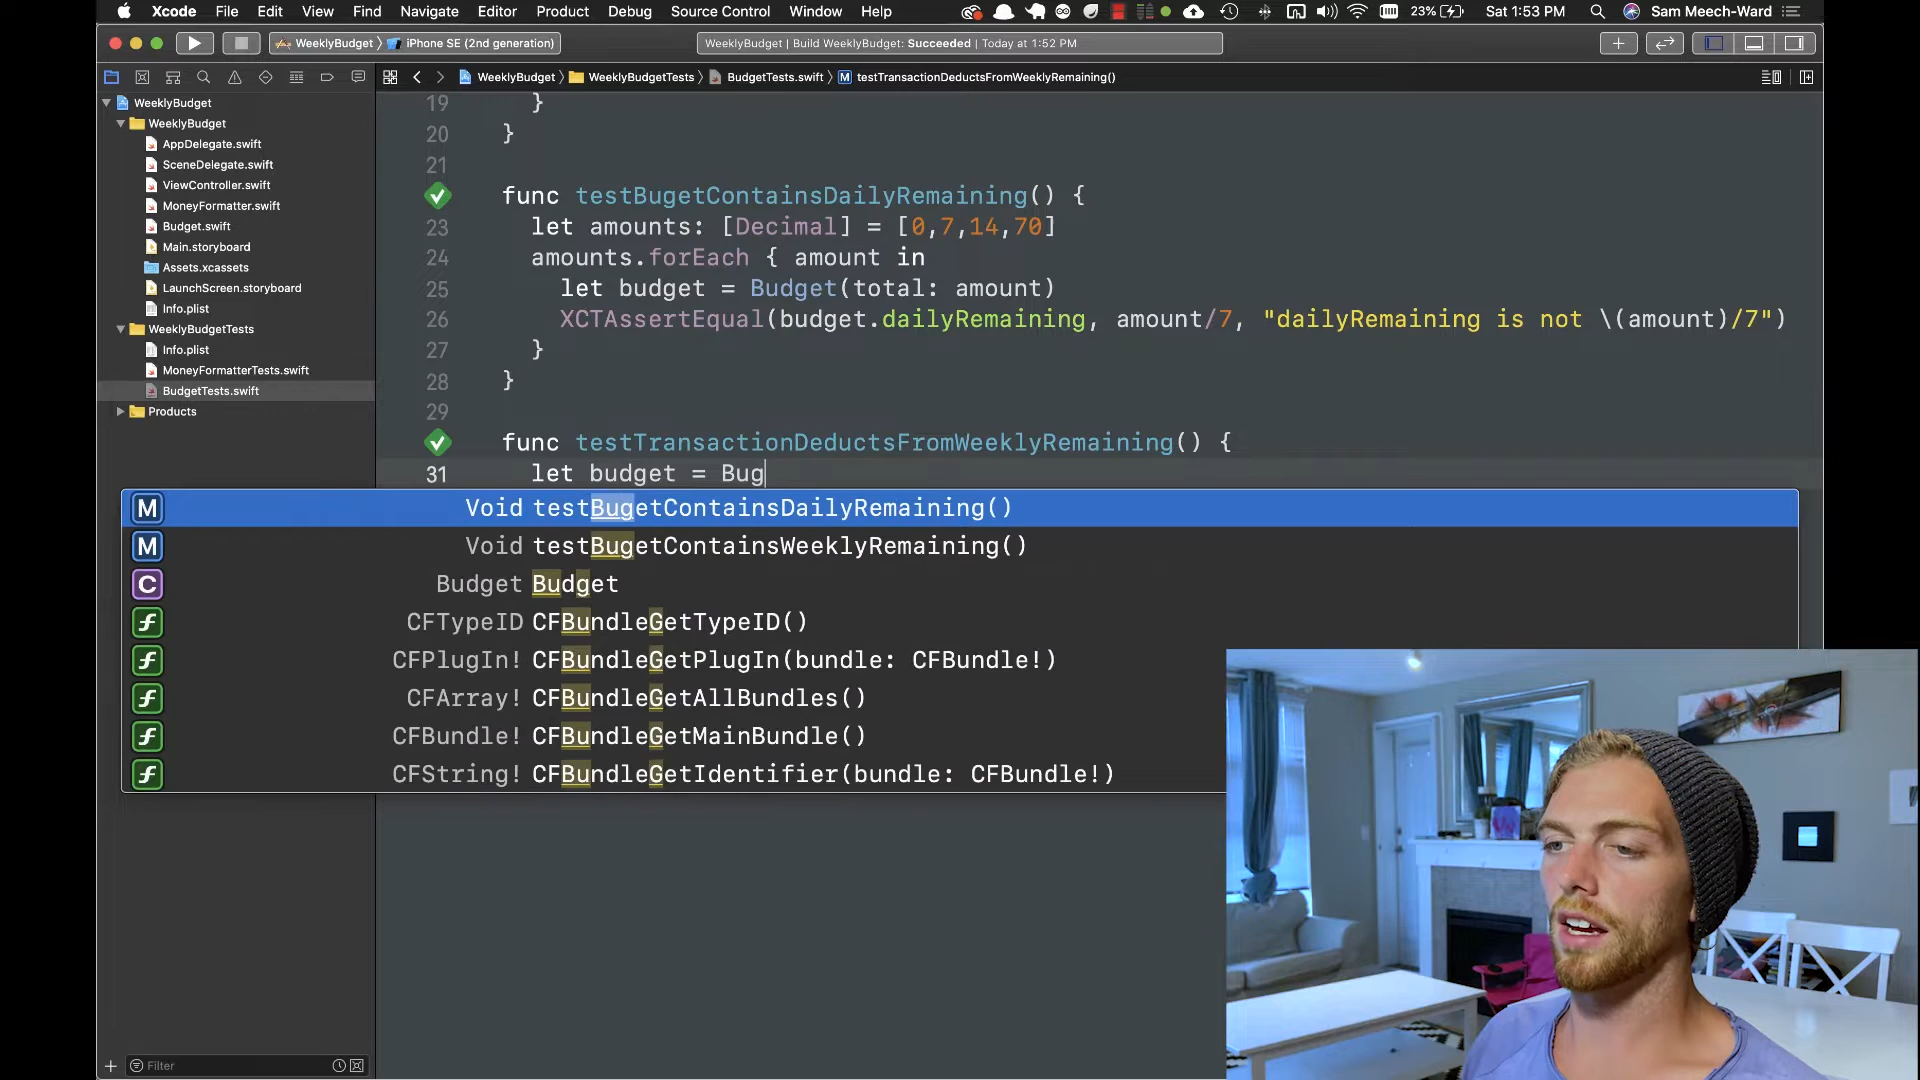 Xcode File Edit View Find Navigate Editor Product Debug Source Control Window Help 23% Sat 1:53 PM Sam Meech-Ward
WeeklyBudget iPhone SE (2nd generation) WeeklyBudget | Build WeeklyBudget: Succeeded | Today at 1:52 PM
WeeklyBudget WeeklyBudgetTests BudgetTests.swift M testTransactionDeductsFromWeeklyRemaining()
WeeklyBudget
WeeklyBudget
AppDelegate.swift
SceneDelegate.swift
ViewController.swift
MoneyFormatter.swift
Budget.swift
Main.storyboard
Assets.xcassets
LaunchScreen.storyboard
Info.plist
WeeklyBudgetTests
Info.plist
MoneyFormatterTests.swift
BudgetTests.swift
Products
Filter
19 }
20 }
21
func testBugetContainsDailyRemaining() {
23 let amounts: [Decimal] = [0,7,14,70]
24 amounts.forEach { amount in
25 let budget = Budget(total: amount)
26 XCTAssertEqual(budget.dailyRemaining, amount/7, "dailyRemaining is not \(amount)/7")
27 }
28 }
29
func testTransactionDeductsFromWeeklyRemaining() {
31 let budget = Bug
M Void testBugetContainsDailyRemaining()
M Void testBugetContainsWeeklyRemaining()
C Budget Budget
f CFTypeID CFBundleGetTypeID()
f CFPlugIn! CFBundleGetPlugIn(bundle: CFBundle!)
f CFArray! CFBundleGetAllBundles()
f CFBundle! CFBundleGetMainBundle()
f CFString! CFBundleGetIdentifier(bundle: CFBundle!)